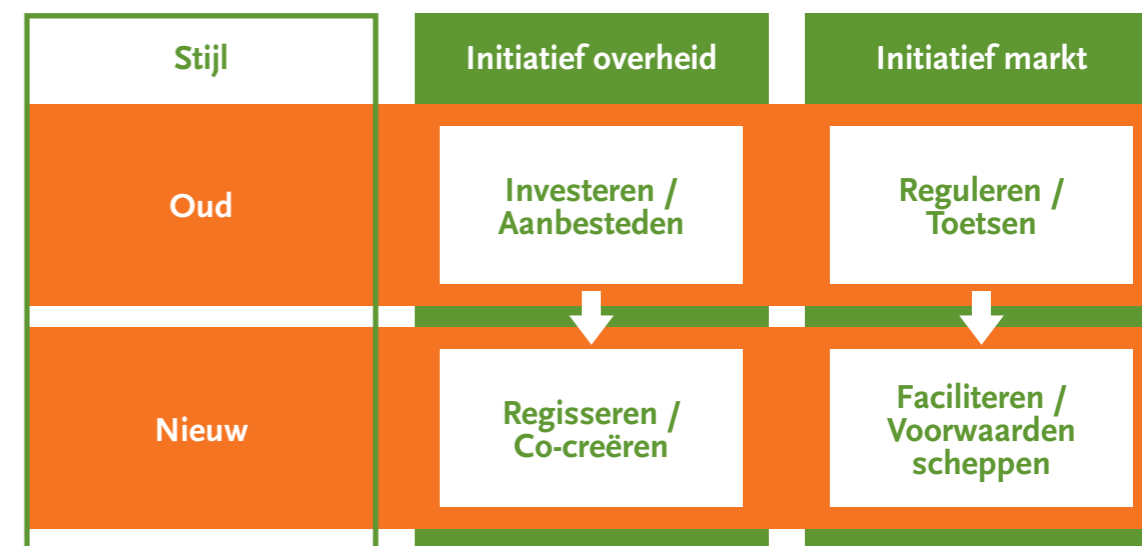 Stijl
Initiatief overheid
Initiatief markt
Oud
Investeren /
Aanbesteden
Reguleren /
Toetsen
Nieuw
Regisseren /
Co-creëren
Faciliteren /
Voorwaarden
scheppen